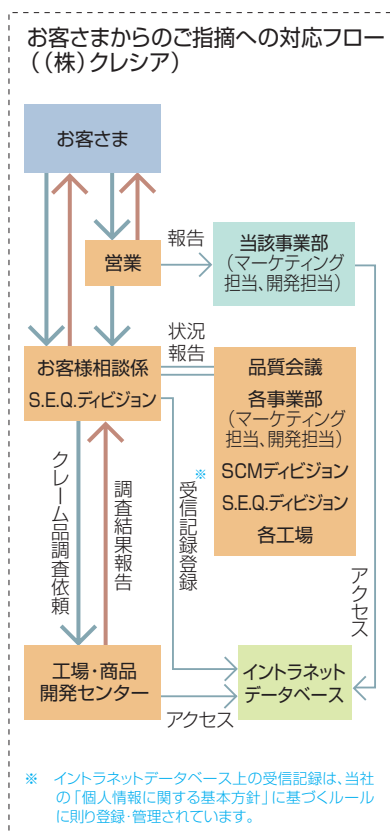 お客さまからのご指摘への対応フロー
((株)クレシア)
お客さま
営業
報告
当該事業部
(マーケティング
担当、開発担当)
お客様相談係
S.E.Q.ディビジョン
状況
報告
品質会議
各事業部
(マーケティング
担当、開発担当)
SCMディビジョン
S.E.Q.ディビジョン
各工場
クレーム品調査依頼
調査結果報告
※
受信記録登録
アクセス
工場・商品
開発センター
アクセス
イントラネット
データベース
※ イントラネットデータベース上の受信記録は、当社
の「個人情報に関する基本方針」に基づくルール
に則り登録・管理されています。